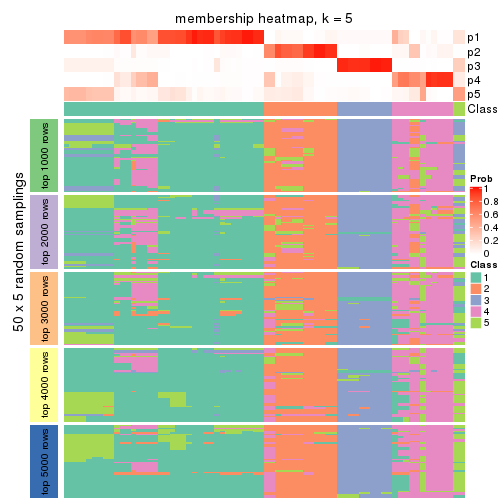 membership heatmap, k = 5
p1
p2
p3
p4
p5
Class
50 x 5 random samplings
top 1000 rows
top 2000 rows
top 3000 rows
top 4000 rows
top 5000 rows
Prob
1
0.8
0.6
0.4
0.2
0
Class
1
2
3
4
5